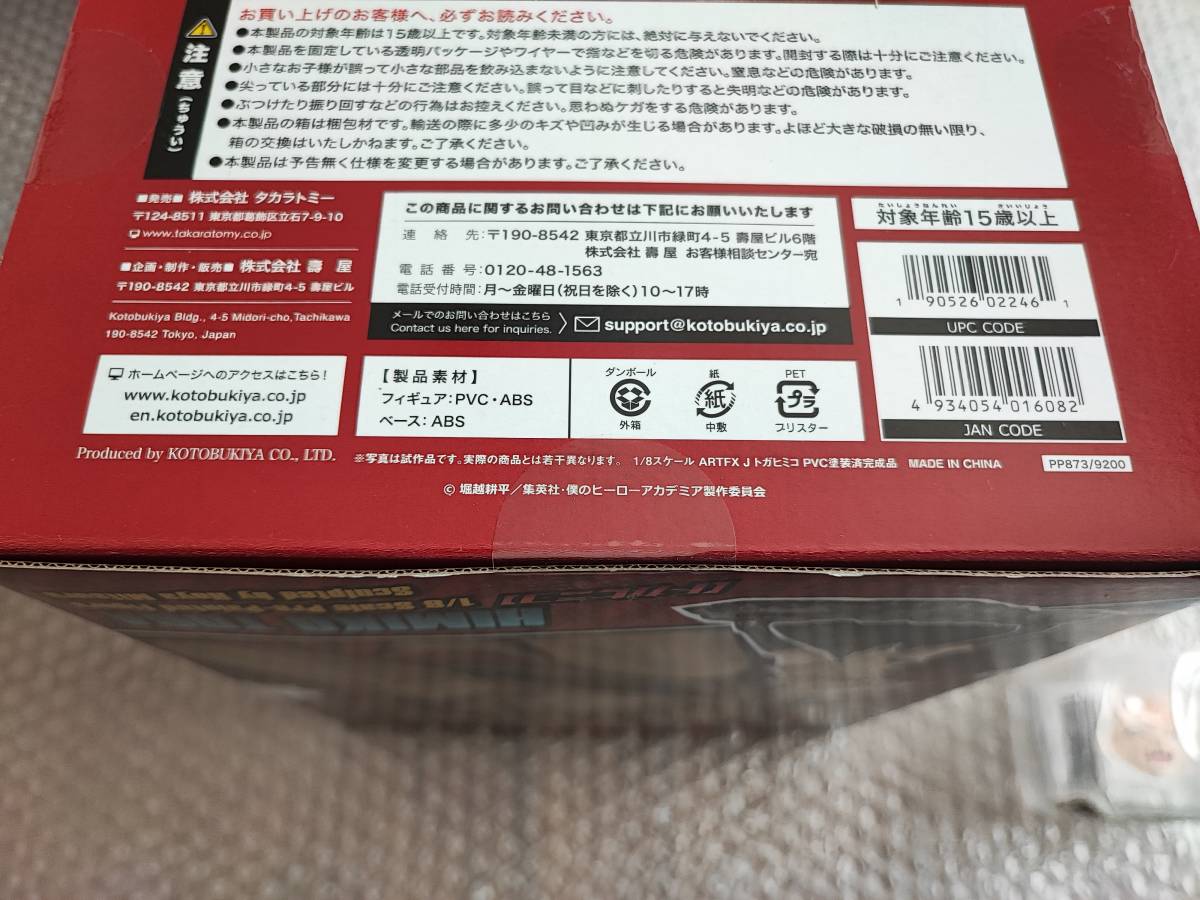 お買い上げのお客様へ、必ずお読みください。
注意(ちゅうい)
●本製品の対象年齢は15歳以上です。対象年齢未満の方には、絶対に与えないでください。
●本製品を固定している透明パッケージやワイヤーで指などを切る危険があります。開封する際は十分にご注意ください。
●小さなお子様が誤って小さな部品を飲み込まないように注意してください。窒息などの危険があります。
●尖っている部分には十分にご注意ください。誤って目などに刺したりすると失明などの危険があります。
●ぶつけたり振り回すなどの行為はお控えください。思わぬケガをする危険があります。
●本製品の箱は梱包材です。輸送の際に多少のキズや凹みが生じる場合があります。よほど大きな破損の無い限り、
箱の交換はいたしかねます。ご了承ください。
●本製品は予告無く仕様を変更する場合があります。ご了承ください。
■発売■ 株式会社 タカラトミー
〒124-8511 東京都葛飾区立石7-9-10
www.takaratomy.co.jp
■企画・制作・販売■ 株式会社 壽 屋
〒190-8542 東京都立川市緑町4-5 壽屋ビル
Kotobukiya Bldg., 4-5 Midori-cho,Tachikawa
190-8542 Tokyo, Japan
この商品に関するお問い合わせは下記にお願いいたします
連絡先:〒190-8542 東京都立川市緑町4-5 壽屋ビル6階
株式会社 壽 屋 お客様相談センター宛
電話番号:0120-48-1563
電話受付時間:月〜金曜日(祝日を除く)10〜17時
メールでのお問い合わせはこちら
Contact us here for inquiries.
support@kotobukiya.co.jp
たいしょうねんれい さいいじょう
対象年齢15歳以上
1 90526 02246 1
UPC CODE
4 934054 016082
JAN CODE
ホームページへのアクセスはこちら!
www.kotobukiya.co.jp
en.kotobukiya.co.jp
【製品素材】
フィギュア:PVC・ABS
ベース:ABS
ダンボール
外箱
紙
紙
中敷
PET
プラ
ブリスター
Produced by KOTOBUKIYA CO., LTD.
※写真は試作品です。実際の商品とは若干異なります。 1/8スケール ARTFX J トガヒミコ PVC塗装済完成品 MADE IN CHINA
PP873/9200
© 堀越耕平/集英社・僕のヒーローアカデミア製作委員会
HIMIKO
1/8 Scale
Sculpted by